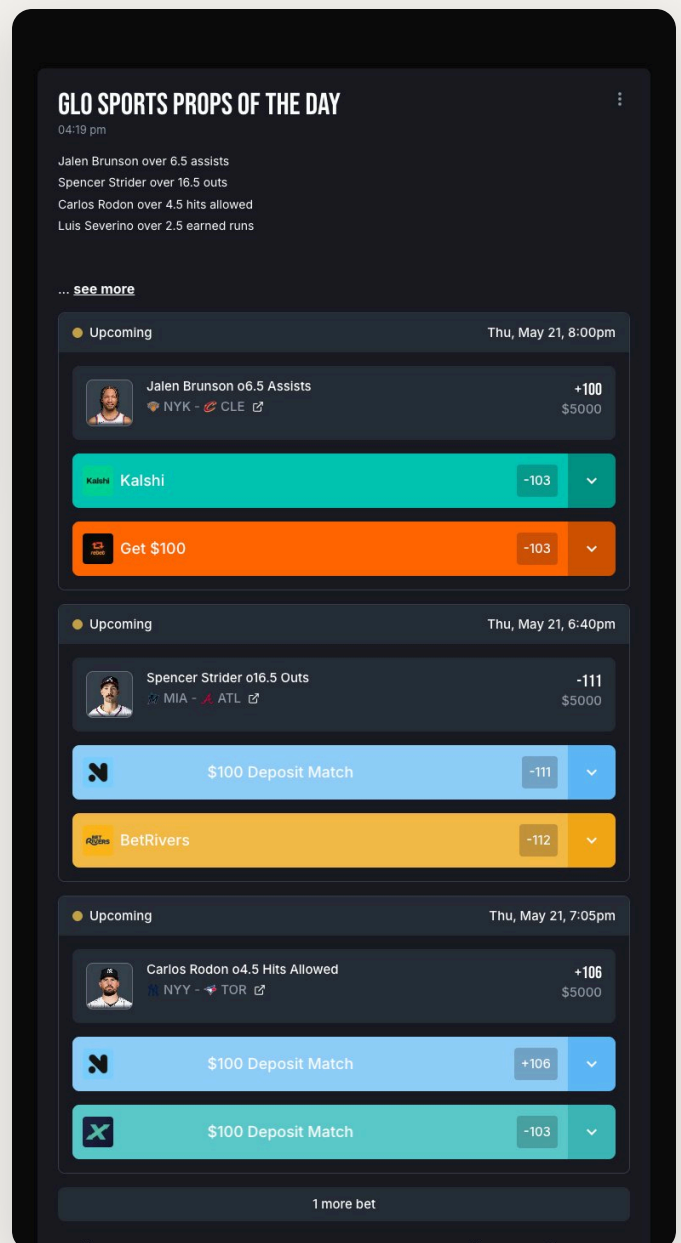 GLO SPORTS PROPS OF THE DAY
04:19 pm
Jalen Brunson over 6.5 assists
Spencer Strider over 16.5 outs
Carlos Rodon over 4.5 hits allowed
Luis Severino over 2.5 earned runs
... see more
Upcoming Thu, May 21, 8:00pm
Jalen Brunson o6.5 Assists +100
NYK - CLE $5000
Kalshi Kalshi -103
rebet Get $100 -103
Upcoming Thu, May 21, 6:40pm
Spencer Strider o16.5 Outs -111
MIA - ATL $5000
$100 Deposit Match -111
BET RIVERS BetRivers -112
Upcoming Thu, May 21, 7:05pm
Carlos Rodon o4.5 Hits Allowed +106
NYY - TOR $5000
$100 Deposit Match +106
$100 Deposit Match -103
1 more bet